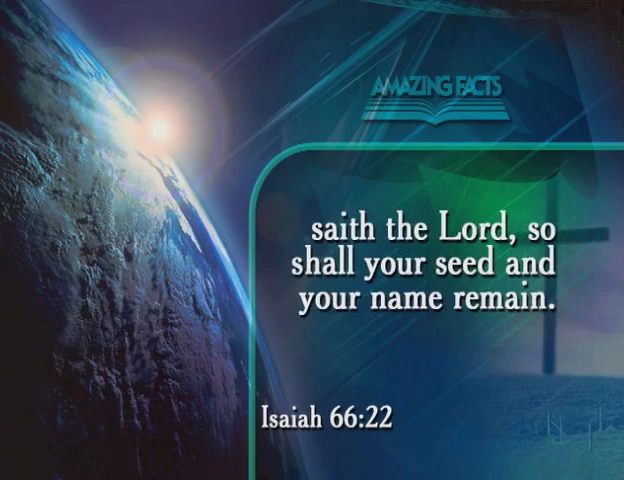 AMAZING FACTS
saith the Lord, so
shall your seed and
your name remain.
Isaiah 66:22